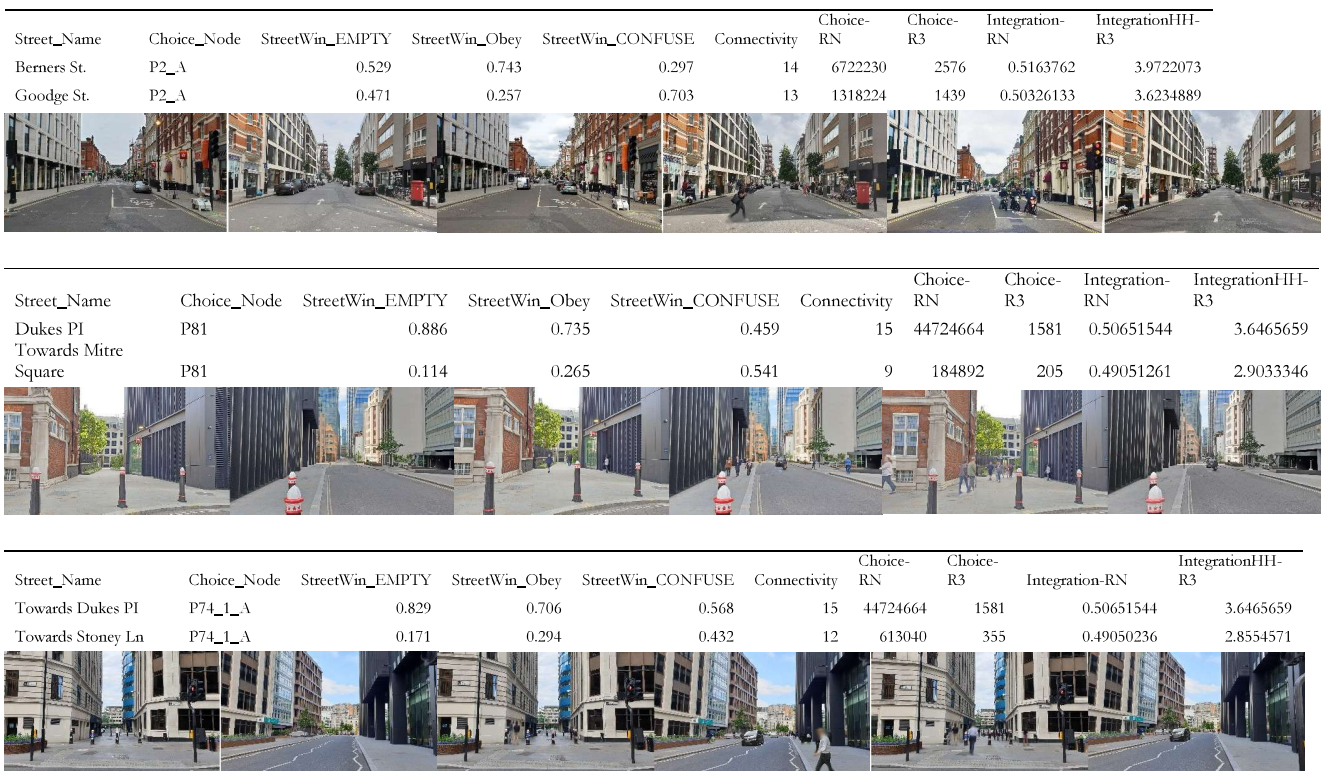 Street_Name Choice_Node StreetWin_EMPTY StreetWin_Obey StreetWin_CONFUSE Connectivity Choice-RN Choice-R3 Integration-RN IntegrationHH-R3
Berners St. P2_A 0.529 0.743 0.297 14 6722230 2576 0.5163762 3.9722073
Goodge St. P2_A 0.471 0.257 0.703 13 1318224 1439 0.50326133 3.6234889
Street_Name Choice_Node StreetWin_EMPTY StreetWin_Obey StreetWin_CONFUSE Connectivity Choice-RN Choice-R3 Integration-RN IntegrationHH-R3
Dukes PI P81 0.886 0.735 0.459 15 44724664 1581 0.50651544 3.6465659
Towards Mitre
Square P81 0.114 0.265 0.541 9 184892 205 0.49051261 2.9033346
Street_Name Choice_Node StreetWin_EMPTY StreetWin_Obey StreetWin_CONFUSE Connectivity Choice-RN Choice-R3 Integration-RN IntegrationHH-R3
Towards Dukes PI P74_1_A 0.829 0.706 0.568 15 44724664 1581 0.50651544 3.6465659
Towards Stoney Ln P74_1_A 0.171 0.294 0.432 12 613040 355 0.49050236 2.8554571